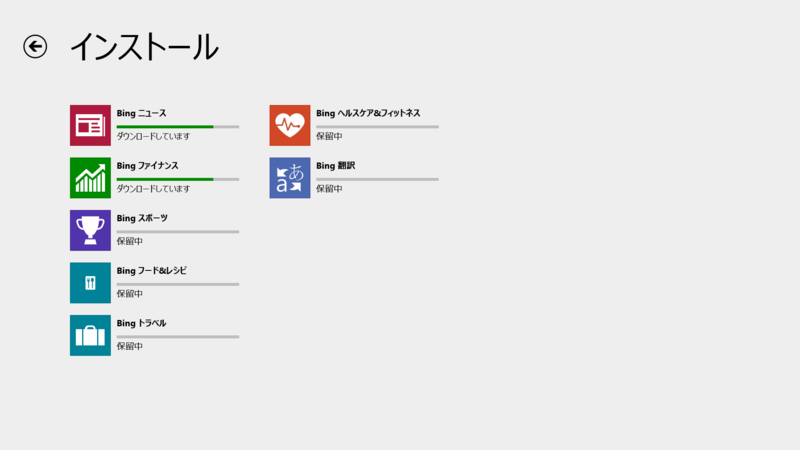 インストール
Bing ニュース
ダウンロードしています
Bing ファイナンス
ダウンロードしています
Bing スポーツ
保留中
Bing フード&レシピ
保留中
Bing トラベル
保留中
Bing ヘルスケア&フィットネス
保留中
あ
a
Bing 翻訳
保留中